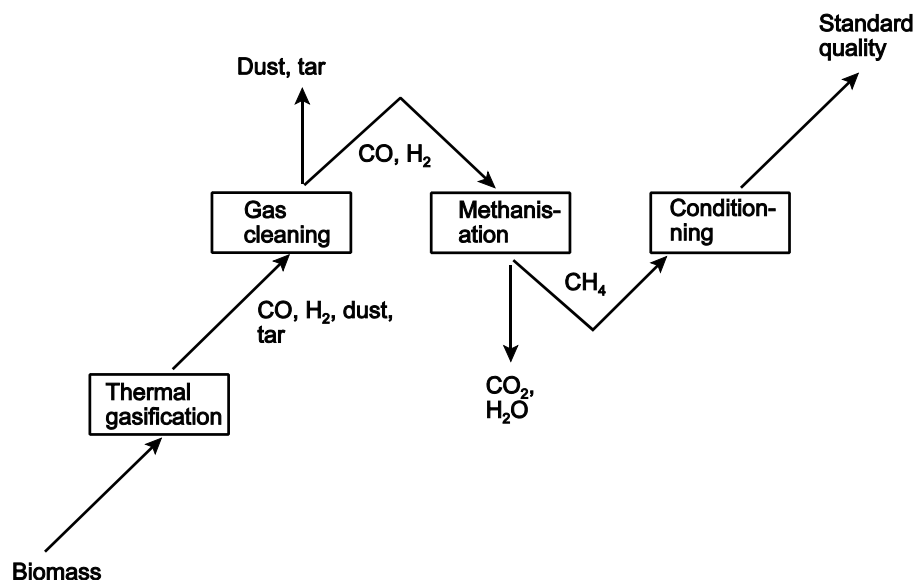 Standard
quality
Dust, tar
CO, H₂
Gas
cleaning
Methanis-
ation
Condition-
ning
CH₄
CO, H₂, dust,
tar
Thermal
gasification
CO₂,
H₂O
Biomass